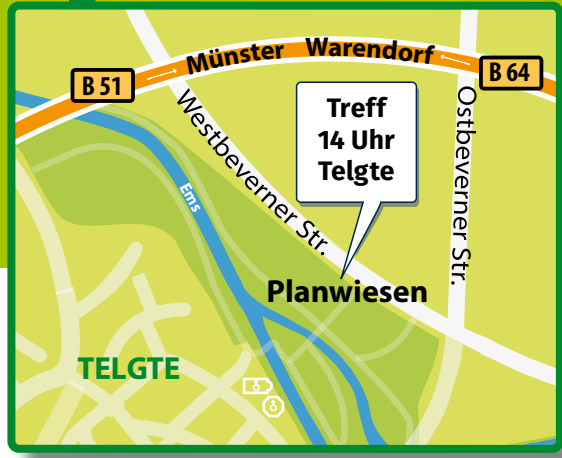 B 51
Münster Warendorf
B 64
Treff
14 Uhr
Telgte
Westbeverner Str.
Ostbeverner Str.
Ems
Planwiesen
TELGTE